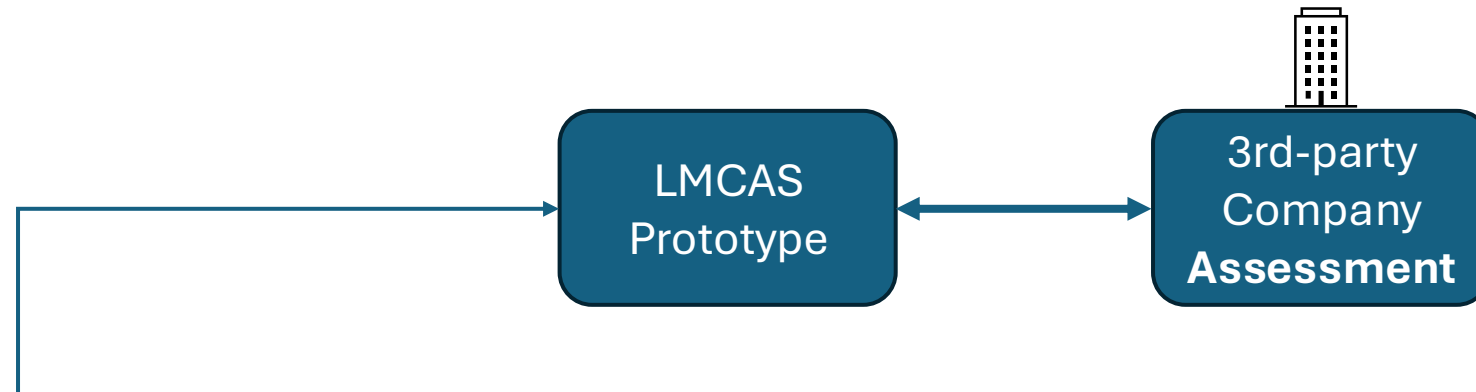 LMCAS
Prototype
3rd-party
Company
Assessment